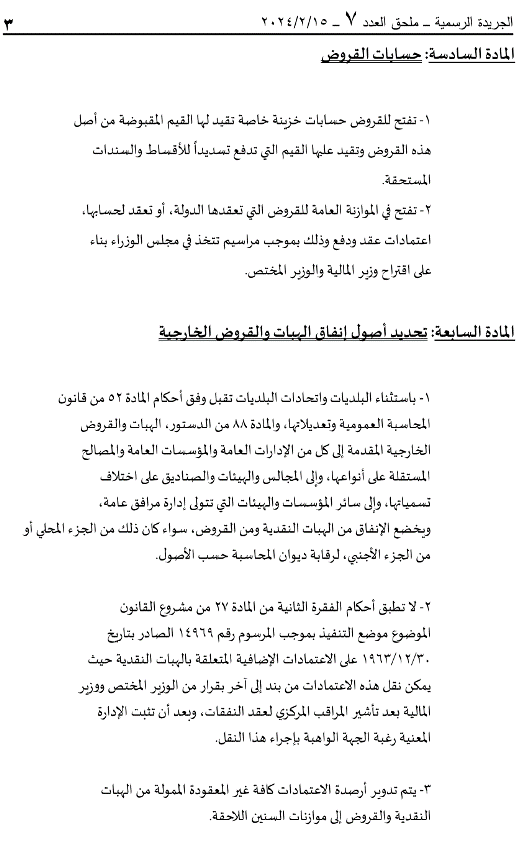 الجريدة الرسمية – ملحق العدد ٧ – ٢٠٢٤/٢/١٥ ٣
المادة السادسة: حسابات القروض
١- تفتح للقروض حسابات خزينة خاصة تقيد لها القيم المقبوضة من أصل
هذه القروض وتقيد عليها القيم التي تدفع تسديداً للأقساط والسندات
المستحقة.
٢- تفتح في الموازنة العامة للقروض التي تعقدها الدولة، أو تعقد لحسابها،
اعتمادات عقد ودفع وذلك بموجب مراسيم تتخذ في مجلس الوزراء بناء
على اقتراح وزير المالية والوزير المختص.
المادة السابعة: تحديد أصول إنفاق الهبات والقروض الخارجية
١- باستثناء البلديات واتحادات البلديات تقبل وفق أحكام المادة ٥٢ من قانون
المحاسبة العمومية وتعديلاتها، والمادة ٨٨ من الدستور، الهبات والقروض
الخارجية المقدمة إلى كل من الإدارات العامة والمؤسسات العامة والمصالح
المستقلة على أنواعها، وإلى المجالس والهيئات والصناديق على اختلاف
تسمياتها، وإلى سائر المؤسسات والهيئات التي تتولى إدارة مرافق عامة،
ويخضع الإنفاق من الهبات النقدية ومن القروض، سواء كان ذلك من الجزء المحلي أو
من الجزء الأجنبي، لرقابة ديوان المحاسبة حسب الأصول.
٢- لا تطبق أحكام الفقرة الثانية من المادة ٢٧ من مشروع القانون
الموضوع موضع التنفيذ بموجب المرسوم رقم ١٤٩٦٩ الصادر بتاريخ
١٩٦٣/١٢/٣٠ على الاعتمادات الإضافية المتعلقة بالهبات النقدية حيث
يمكن نقل هذه الاعتمادات من بند إلى آخر بقرار من الوزير المختص ووزير
المالية بعد تأشير المراقب المركزي لعقد النفقات، وبعد أن تثبت الإدارة
المعنية رغبة الجهة الواهبة بإجراء هذا النقل.
٣- يتم تدوير أرصدة الاعتمادات كافة غير المعقودة الممولة من الهبات
النقدية والقروض إلى موازنات السنين اللاحقة.